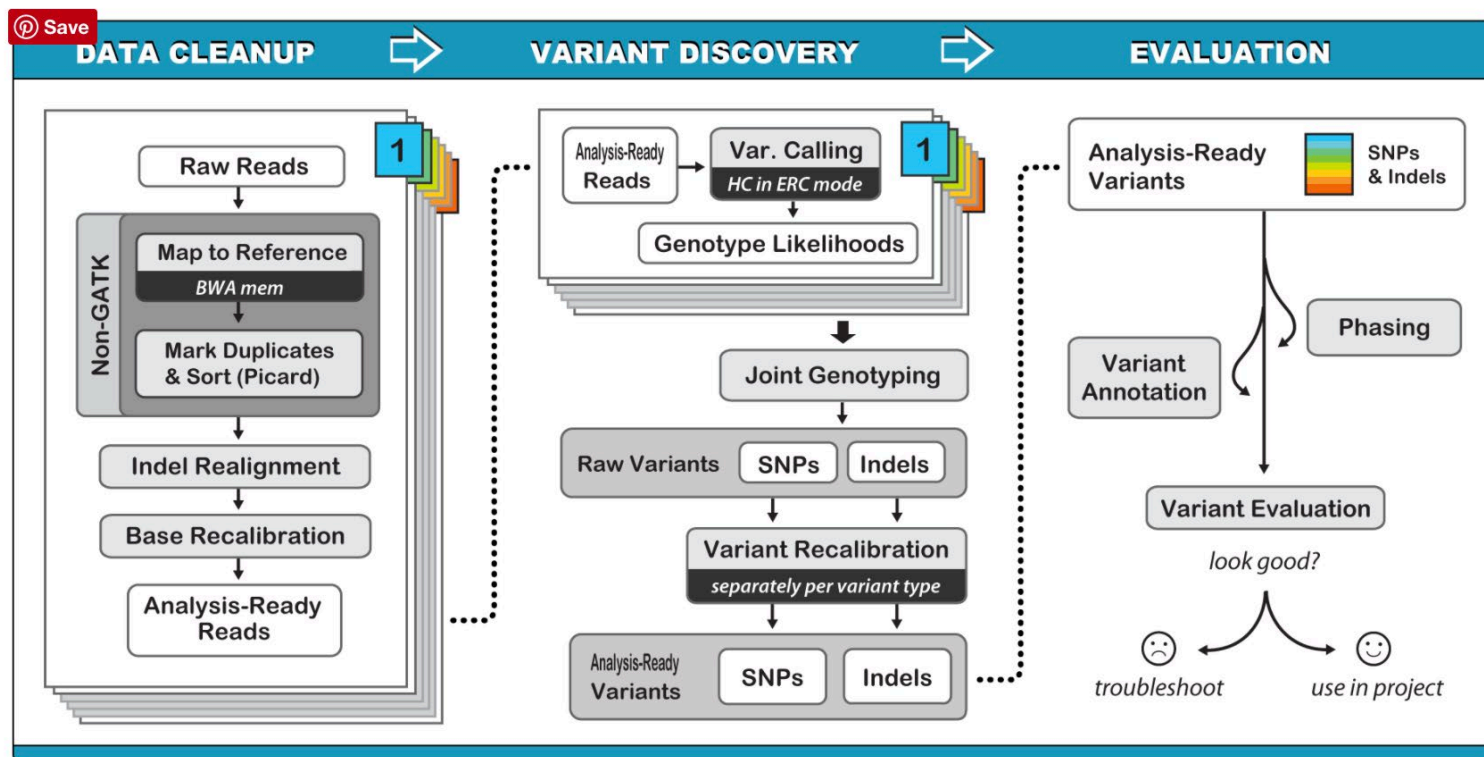 Save
DATA CLEANUP
VARIANT DISCOVERY
EVALUATION
1
Raw Reads
Non-GATK
Map to Reference
BWA mem
Mark Duplicates
& Sort (Picard)
Indel Realignment
Base Recalibration
Analysis-Ready
Reads
1
Analysis-Ready
Reads
Var. Calling
HC in ERC mode
Genotype Likelihoods
Joint Genotyping
Raw Variants
SNPs
Indels
Variant Recalibration
separately per variant type
Analysis-Ready
Variants
SNPs
Indels
Analysis-Ready
Variants
SNPs
& Indels
Phasing
Variant
Annotation
Variant Evaluation
look good?
troubleshoot
use in project